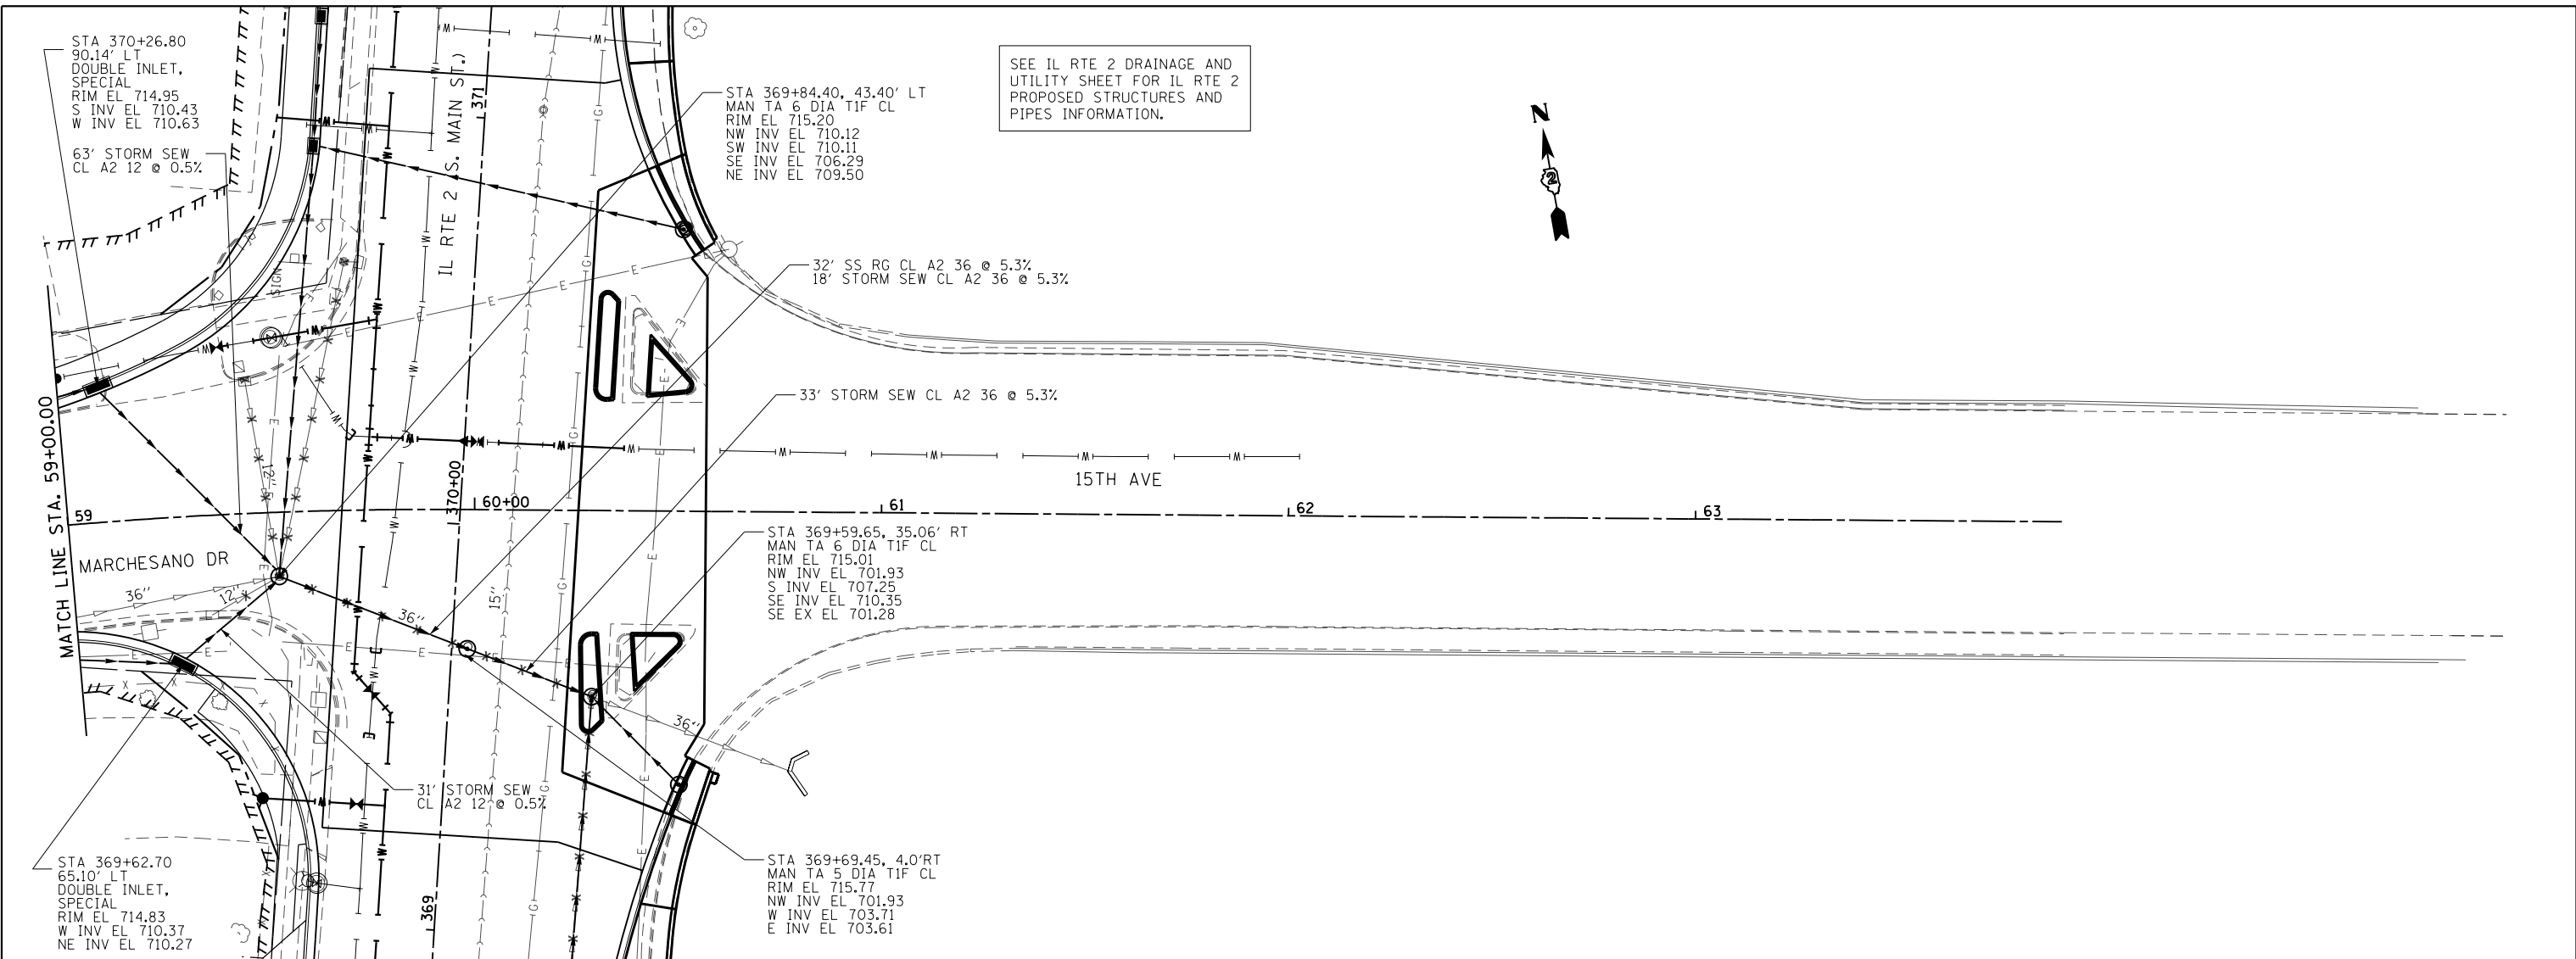 STA 370+26.80
90.14' LT
DOUBLE INLET,
SPECIAL
RIM EL 714.95
S INV EL 710.43
W INV EL 710.63
63' STORM SEW
CL A2 12 @ 0.5%
STA 369+84.40, 43.40' LT
MAN TA 6 DIA T1F CL
RIM EL 715.20
NW INV EL 710.12
SW INV EL 710.11
SE INV EL 706.29
NE INV EL 709.50
SEE IL RTE 2 DRAINAGE AND
UTILITY SHEET FOR IL RTE 2
PROPOSED STRUCTURES AND
PIPES INFORMATION.
N
2
371
IL RTE 2 (S. MAIN ST.)
SIGN
32' SS RG CL A2 36 @ 5.3%
18' STORM SEW CL A2 36 @ 5.3%
33' STORM SEW CL A2 36 @ 5.3%
MATCH LINE STA. 59+00.00
12"
370+00
15TH AVE
59
60+00
61
62
63
MARCHESANO DR
36"
12"
36"
15"
36"
STA 369+59.65, 35.06' RT
MAN TA 6 DIA T1F CL
RIM EL 715.01
NW INV EL 701.93
S INV EL 707.25
SE INV EL 710.35
SE EX EL 701.28
31' STORM SEW
CL A2 12 @ 0.5%
369
STA 369+62.70
65.10' LT
DOUBLE INLET,
SPECIAL
RIM EL 714.83
W INV EL 710.37
NE INV EL 710.27
STA 369+69.45, 4.0'RT
MAN TA 5 DIA T1F CL
RIM EL 715.77
NW INV EL 701.93
W INV EL 703.71
E INV EL 703.61